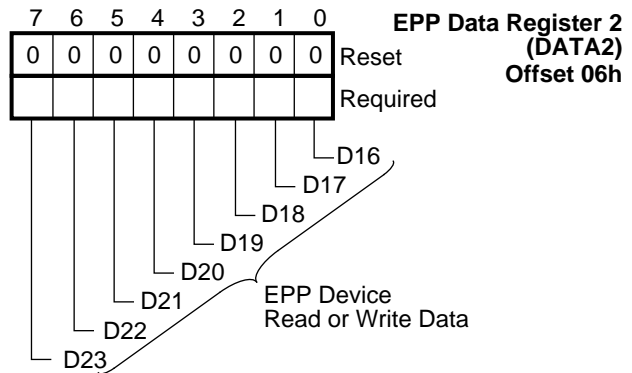 7 6 5 4 3 2 1 0
EPP Data Register 2
(DATA2)
Offset 06h
0 0 0 0 0 0 0 0 Reset
Required
D16
D17
D18
D19
D20
D21
D22
D23
EPP Device
Read or Write Data